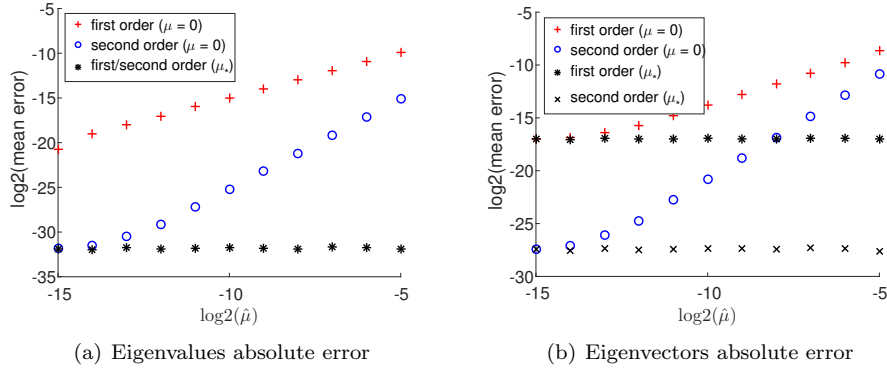 -5
-10
-15
-20
-25
-30
-35
log2(mean error)
+ first order (μ = 0)
○ second order (μ = 0)
✱ first/second order (μ*)
-15 -10 -5
log2(μ̂)
(a) Eigenvalues absolute error
-5
-10
-15
-20
-25
-30
log2(mean error)
+ first order (μ = 0)
○ second order (μ = 0)
✱ first order (μ*)
× second order (μ*)
-15 -10 -5
log2(μ̂)
(b) Eigenvectors absolute error